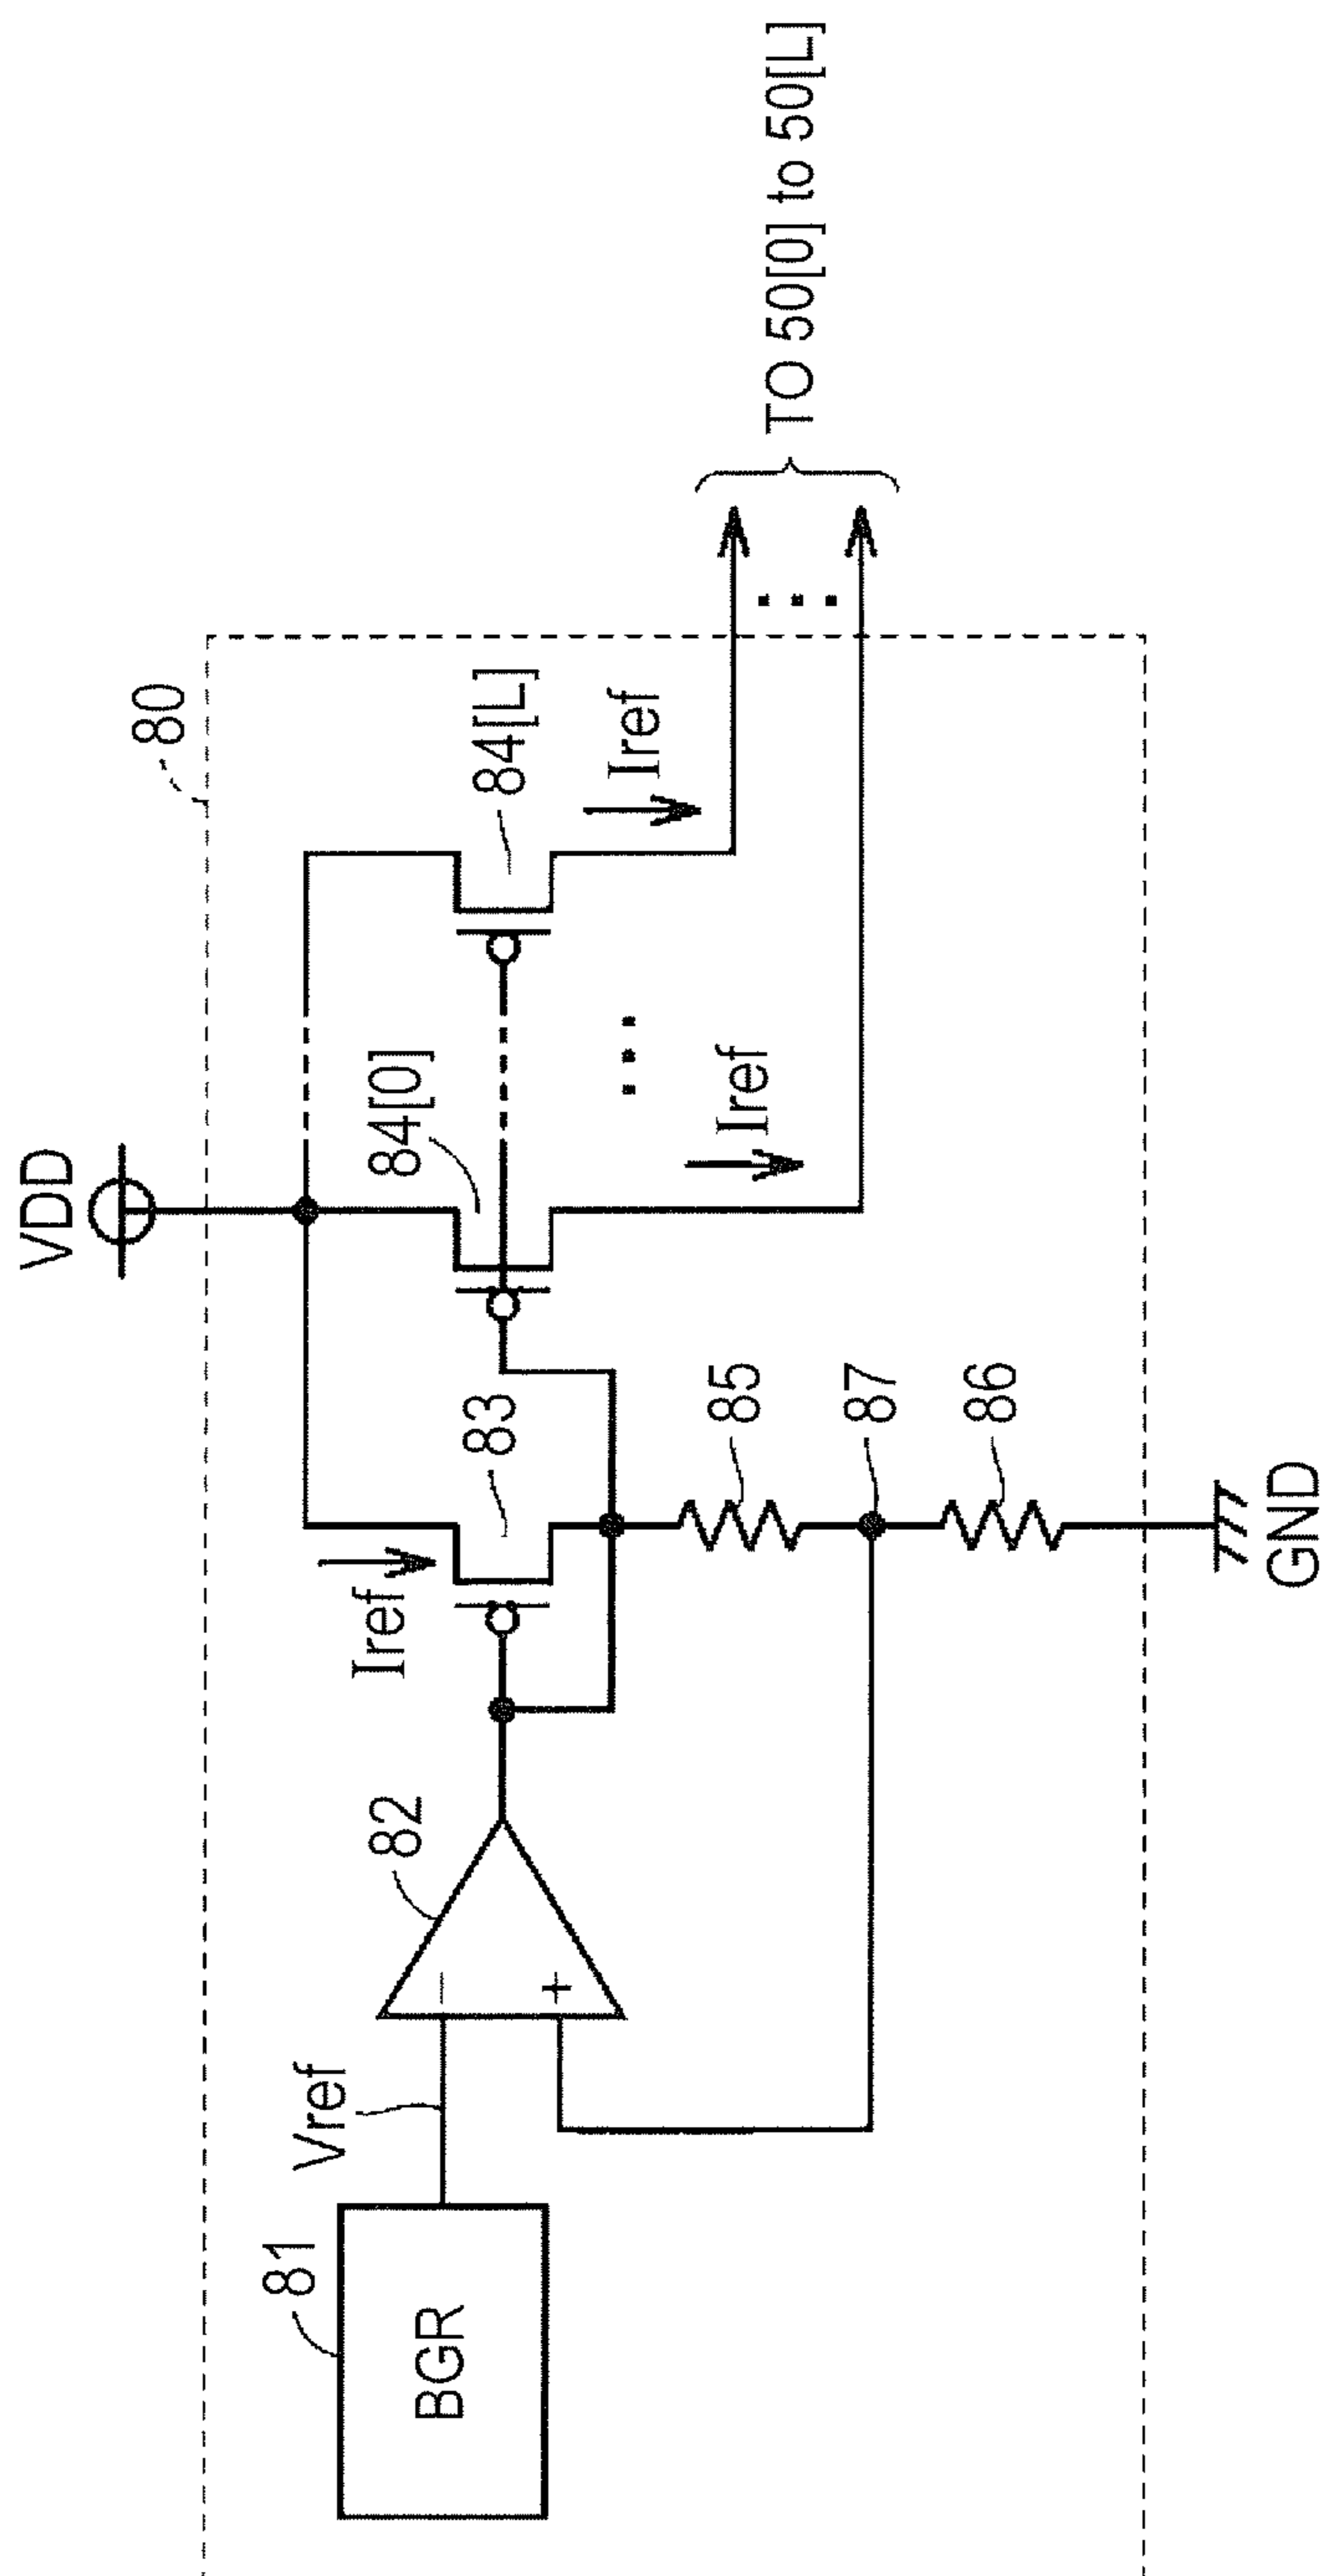 VDD
80
84[0]
84[L]
81
BGR
Vref
−
+
82
Iref
83
Iref
Iref
85
87
86
TO 50[0] to 50[L]
GND